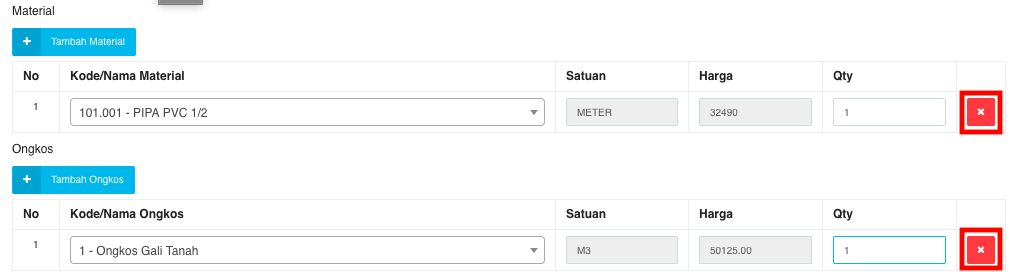 Material
+ Tambah Material
No Kode/Nama Material Satuan Harga Qty
1 101.001 - PIPA PVC 1/2 METER 32490 1
Ongkos
+ Tambah Ongkos
No Kode/Nama Ongkos Satuan Harga Qty
1 1 - Ongkos Gali Tanah M3 50125.00 1